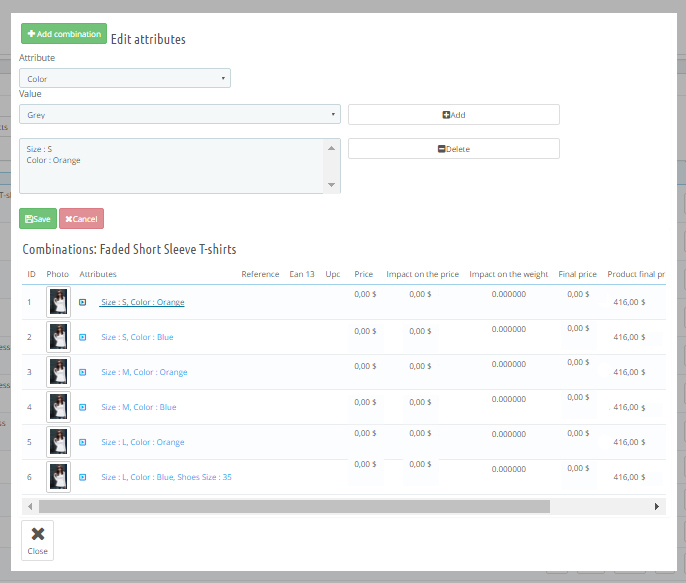 Add combination Edit attributes
Attribute
Color
Value
Grey
Add
Size : S
Color : Orange
Delete
Save Cancel
Combinations: Faded Short Sleeve T-shirts
ID Photo Attributes Reference Ean 13 Upc Price Impact on the price Impact on the weight Final price Product final pr
1 Size : S, Color : Orange 0,00 $ 0,00 $ 0.000000 0,00 $ 416,00 $
2 Size : S, Color : Blue 0,00 $ 0,00 $ 0.000000 0,00 $ 416,00 $
3 Size : M, Color : Orange 0,00 $ 0,00 $ 0.000000 0,00 $ 416,00 $
4 Size : M, Color : Blue 0,00 $ 0,00 $ 0.000000 0,00 $ 416,00 $
5 Size : L, Color : Orange 0,00 $ 0,00 $ 0.000000 0,00 $ 416,00 $
6 Size : L, Color : Blue, Shoes Size : 35 0,00 $ 0,00 $ 0.000000 0,00 $ 416,00 $
Close